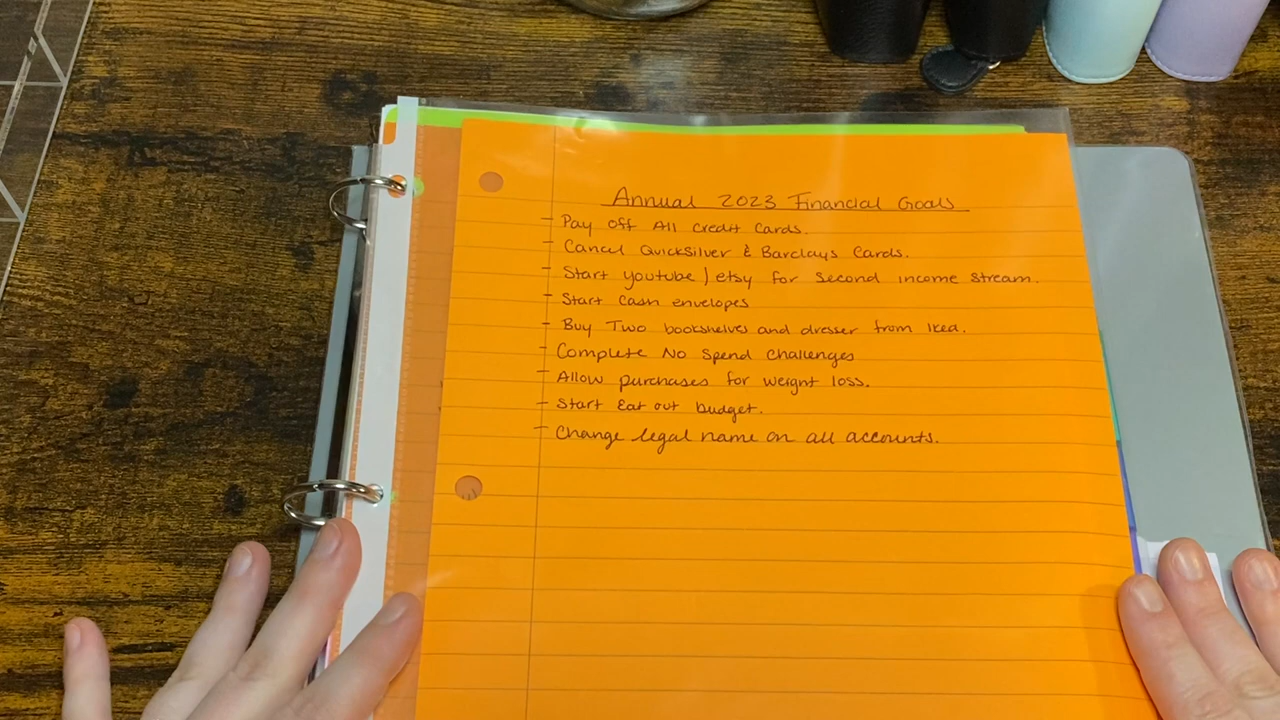 Annual 2023 Financial Goals
- Pay off All Credit Cards.
- Cancel Quicksilver & Barclays Cards.
- Start youtube / etsy for second income stream.
- Start Cash envelopes
- Buy Two bookshelves and dresser from Ikea.
- Complete No Spend Challenges
- Allow purchases for weight loss.
- Start Eat out budget.
- Change legal name on all accounts.